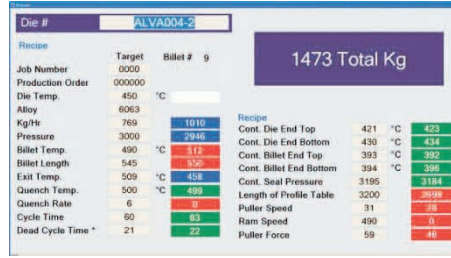 Die # ALVA004-2
1473 Total Kg
Recipe
Target Billet # 9
Job Number 0000
Production Order 000000
Die Temp. 450 °C
Alloy 6063
Kg/Hr 769 1010
Pressure 3000 2946
Billet Temp. 490 °C 512
Billet Length 545
Exit Temp. 509 °C 458
Quench Temp. 500 °C 499
Quench Rate 6 0
Cycle Time 60 63
Dead Cycle Time * 21 22
Recipe
Cont. Die End Top 421 °C 423
Cont. Die End Bottom 430 °C 434
Cont. Billet End Top 393 °C 392
Cont. Billet End Bottom 394 °C 396
Cont. Seal Pressure 3195 3184
Length of Profile Table 3200
Puller Speed 31 28
Ram Speed 490 0
Puller Force 59